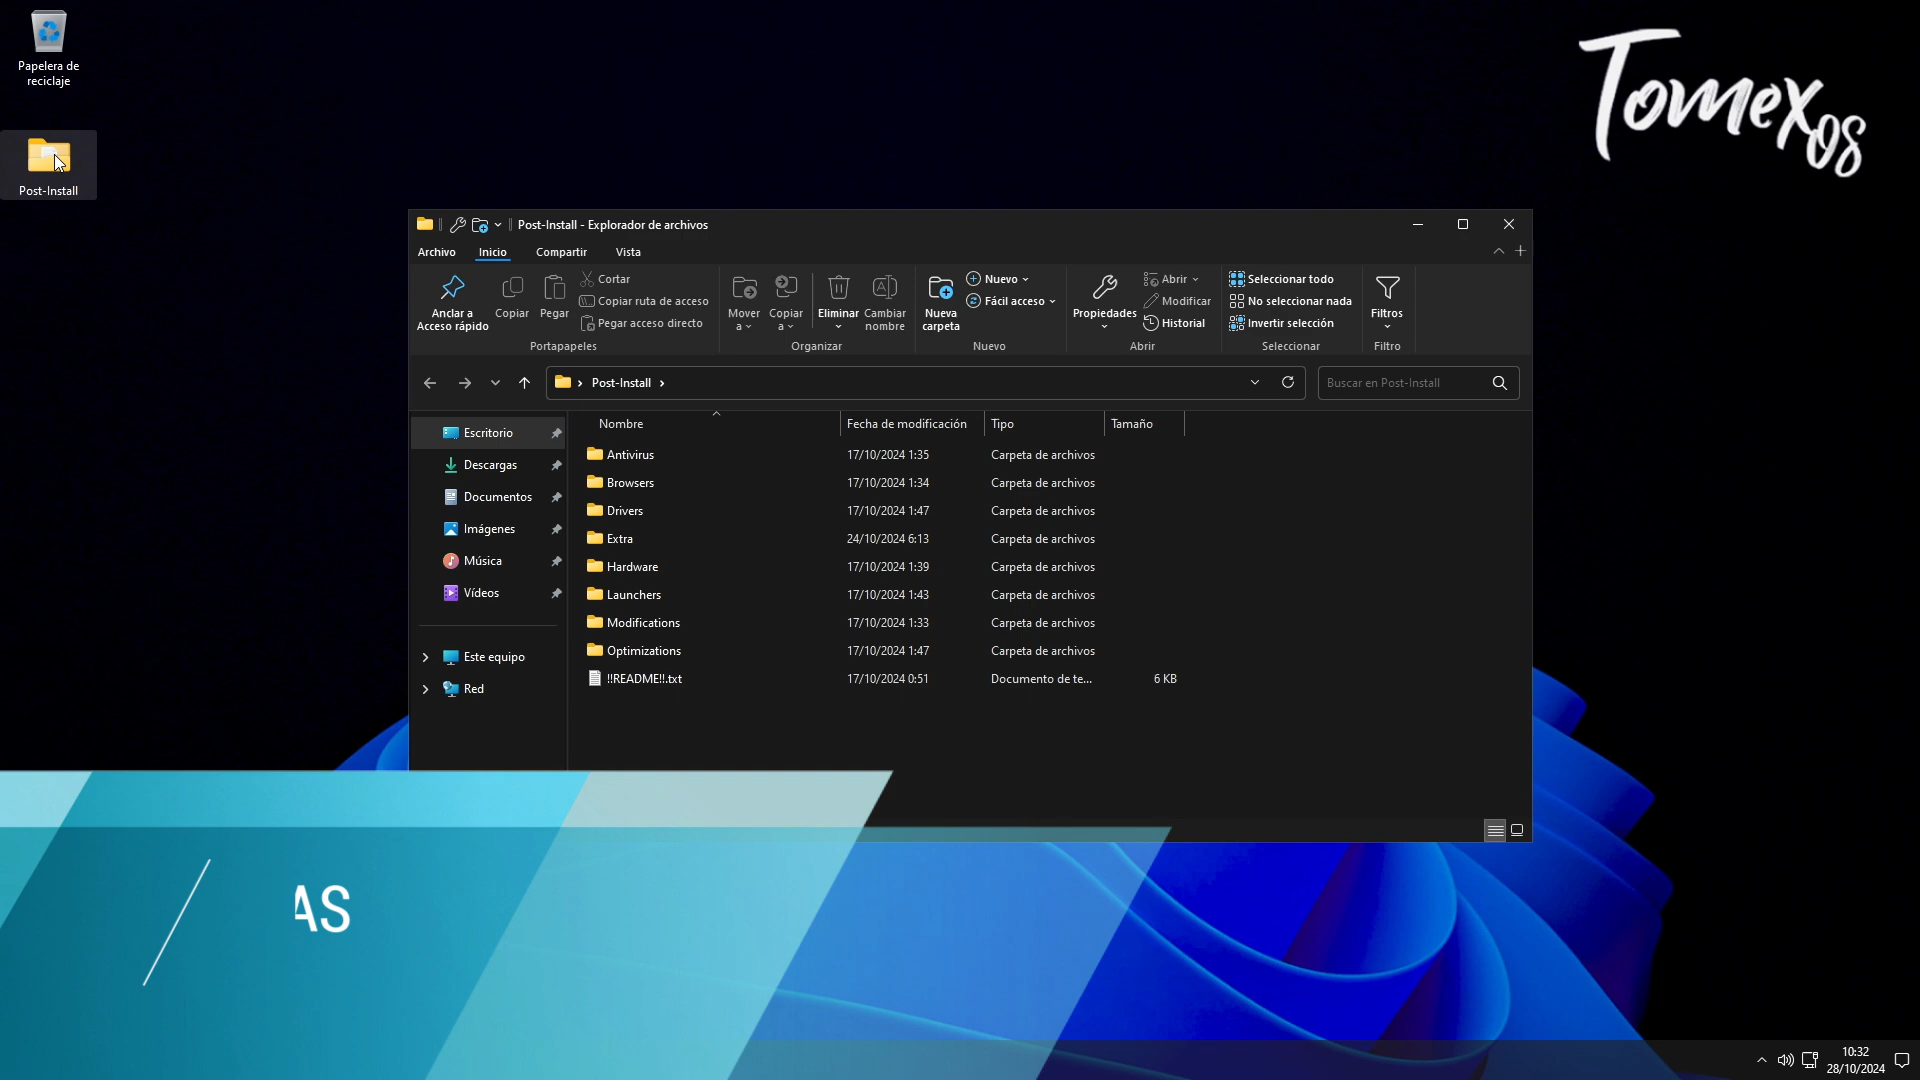 Papelera de
reciclaje
Post-Install
Tomex OS
Post-Install - Explorador de archivos
Archivo
Inicio
Compartir
Vista
Anclar a
Acceso rápido
Copiar
Pegar
Cortar
Copiar ruta de acceso
Pegar acceso directo
Portapapeles
Mover
a
Copiar
a
Eliminar
Cambiar
nombre
Organizar
Nueva
carpeta
Nuevo
Fácil acceso
Nuevo
Propiedades
Abrir
Modificar
Historial
Abrir
Seleccionar todo
No seleccionar nada
Invertir selección
Seleccionar
Filtros
Filtro
Post-Install
Buscar en Post-Install
Escritorio
Descargas
Documentos
Imágenes
Música
Vídeos
Este equipo
Red
Nombre Fecha de modificación Tipo Tamaño
Antivirus 17/10/2024 1:35 Carpeta de archivos
Browsers 17/10/2024 1:34 Carpeta de archivos
Drivers 17/10/2024 1:47 Carpeta de archivos
Extra 24/10/2024 6:13 Carpeta de archivos
Hardware 17/10/2024 1:39 Carpeta de archivos
Launchers 17/10/2024 1:43 Carpeta de archivos
Modifications 17/10/2024 1:33 Carpeta de archivos
Optimizations 17/10/2024 1:47 Carpeta de archivos
!!README!!.txt 17/10/2024 0:51 Documento de te... 6 KB
AS
10:32
28/10/2024